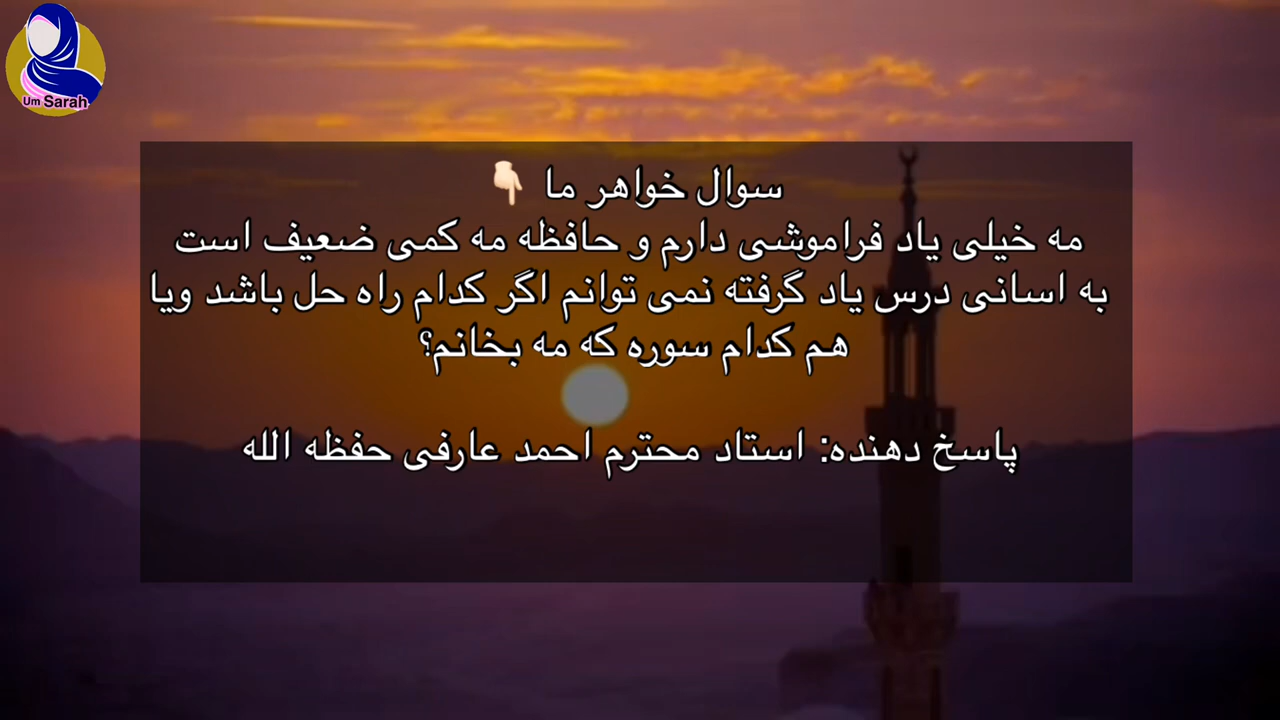 Um Sarah
سوال خواهر ما 👇🏻
مه خیلی یاد فراموشی دارم و حافظه مه کمی ضعیف است
به اسانی درس یاد گرفته نمی توانم اگر کدام راه حل باشد ویا
هم کدام سوره که مه بخانم؟
پاسخ دهنده: استاد محترم احمد عارفی حفظه الله